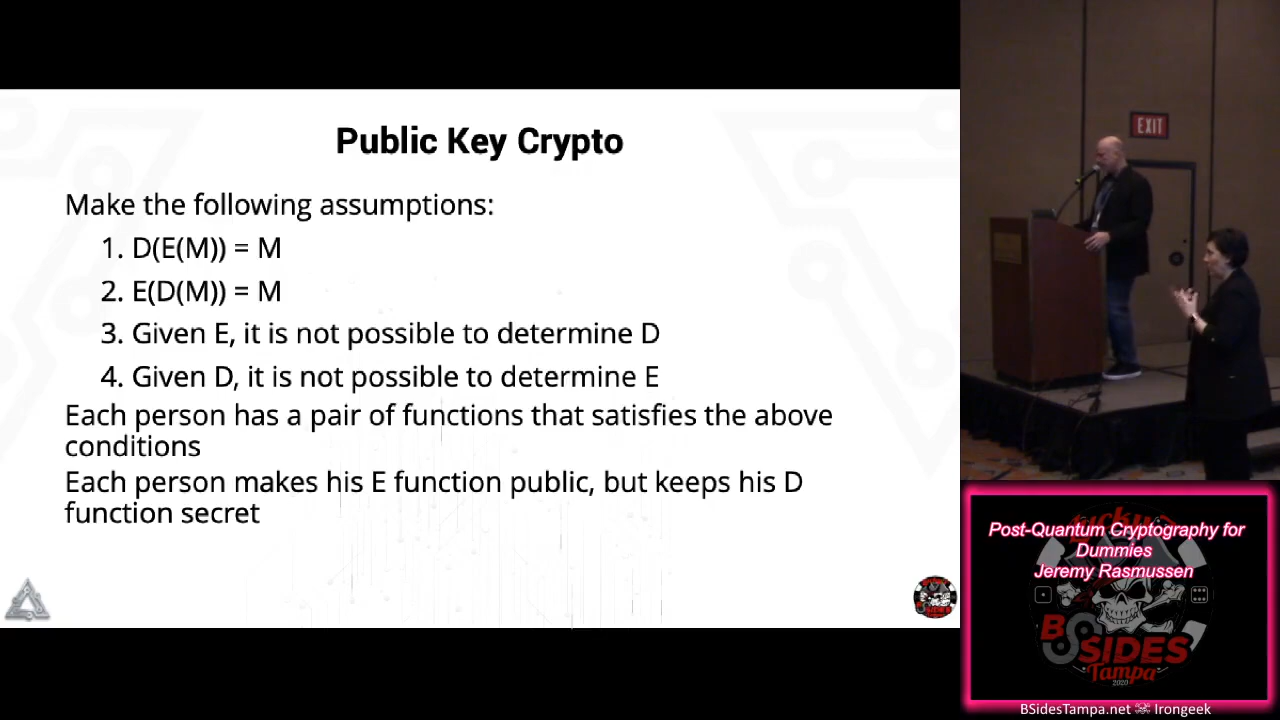 Public Key Crypto
Make the following assumptions:
1. D(E(M)) = M
2. E(D(M)) = M
3. Given E, it is not possible to determine D
4. Given D, it is not possible to determine E
Each person has a pair of functions that satisfies the above
conditions
Each person makes his E function public, but keeps his D
function secret
EXIT
Post-Quantum Cryptography for
Dummies
Jeremy Rasmussen
BSIDES
Tampa
2020
BSidesTampa.net Irongeek